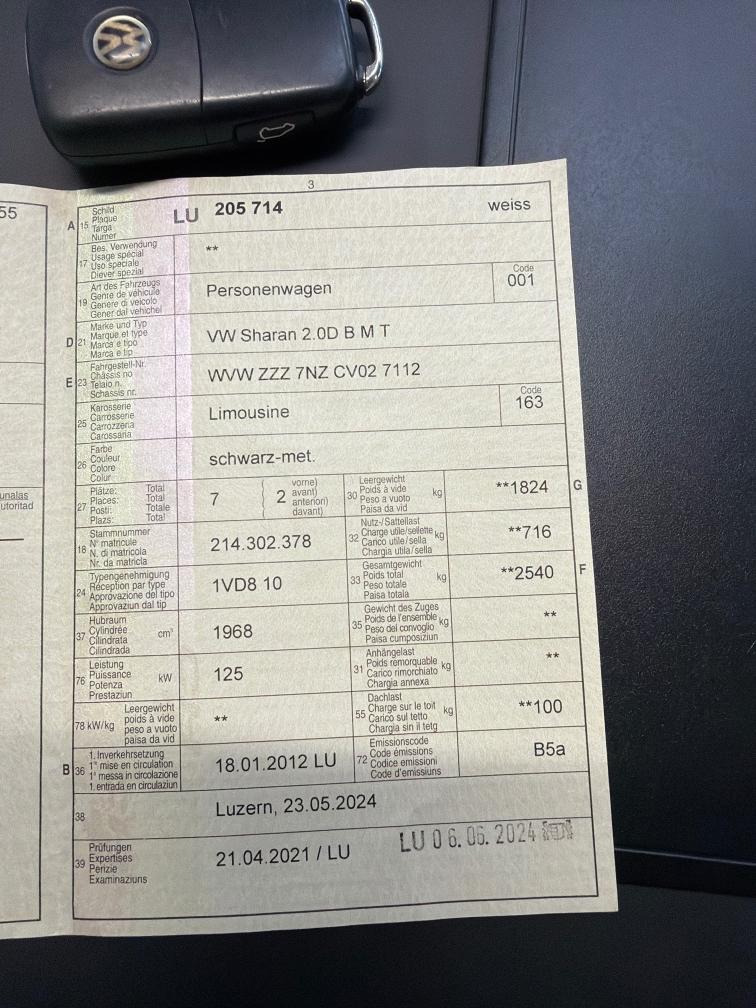 VW
3
55
unalas
utoritad
A 15 Schild
Plaque
Targa
Numer
LU 205 714 weiss
17 Bes. Verwendung
Usage spécial
Uso speciale
Diever spezial
**
19 Art des Fahrzeugs
Genre de véhicule
Genere di veicolo
Gener dal vehichel
Personenwagen
Code
001
D 21 Marke und Typ
Marque et type
Marca e tipo
Marca e tip
VW Sharan 2.0D B M T
E 23 Fahrgestell-Nr.
Châssis no
Telaio n.
Schassis nr.
WVW ZZZ 7NZ CV02 7112
25 Karosserie
Carrosserie
Carrozzeria
Carossaria
Limousine
Code
163
26 Farbe
Couleur
Colore
Colur
schwarz-met.
27 Plätze: Total
Places: Total
Posti: Totale
Plazs: Total
7
2 vorne)
avant)
anteriori)
davant)
30 Leergewicht
Poids à vide kg
Peso a vuoto
Paisa da vid
**1824 G
18 Stammnummer
N° matricule
N. di matricola
Nr. da matricla
214.302.378
32 Nutz-/Sattellast
Charge utile/sellette kg
Carico utile/sella
Chargia utila/sella
**716
24 Typengenehmigung
Réception par type
Approvazione del tipo
Approvaziun dal tip
1VD8 10
33 Gesamtgewicht
Poids total kg
Peso totale
Paisa totala
**2540 F
37 Hubraum
Cylindrée cm³
Cilindrata
Cilindrada
1968
35 Gewicht des Zuges
Poids de l'ensemble kg
Peso del convoglio
Paisa cumposiziun
**
76 Leistung
Puissance kW
Potenza
Prestaziun
125
31 Anhängelast
Poids remorquable kg
Carico rimorchiato
Chargia annexa
**
78 kW/kg Leergewicht
poids à vide
peso a vuoto
paisa da vid
**
55 Dachlast
Charge sur le toit kg
Carico sul tetto
Chargia sin il tetg
**100
B 36 1. Inverkehrsetzung
1re mise en circulation
1a messa in circolazione
1. entrada en circulaziun
18.01.2012 LU
72 Emissionscode
Code émissions
Codice emissioni
Code d'emissiuns
B5a
38 Luzern, 23.05.2024
39 Prüfungen
Expertises
Perizie
Examinaziuns
21.04.2021 / LU
LU 06.06.2024